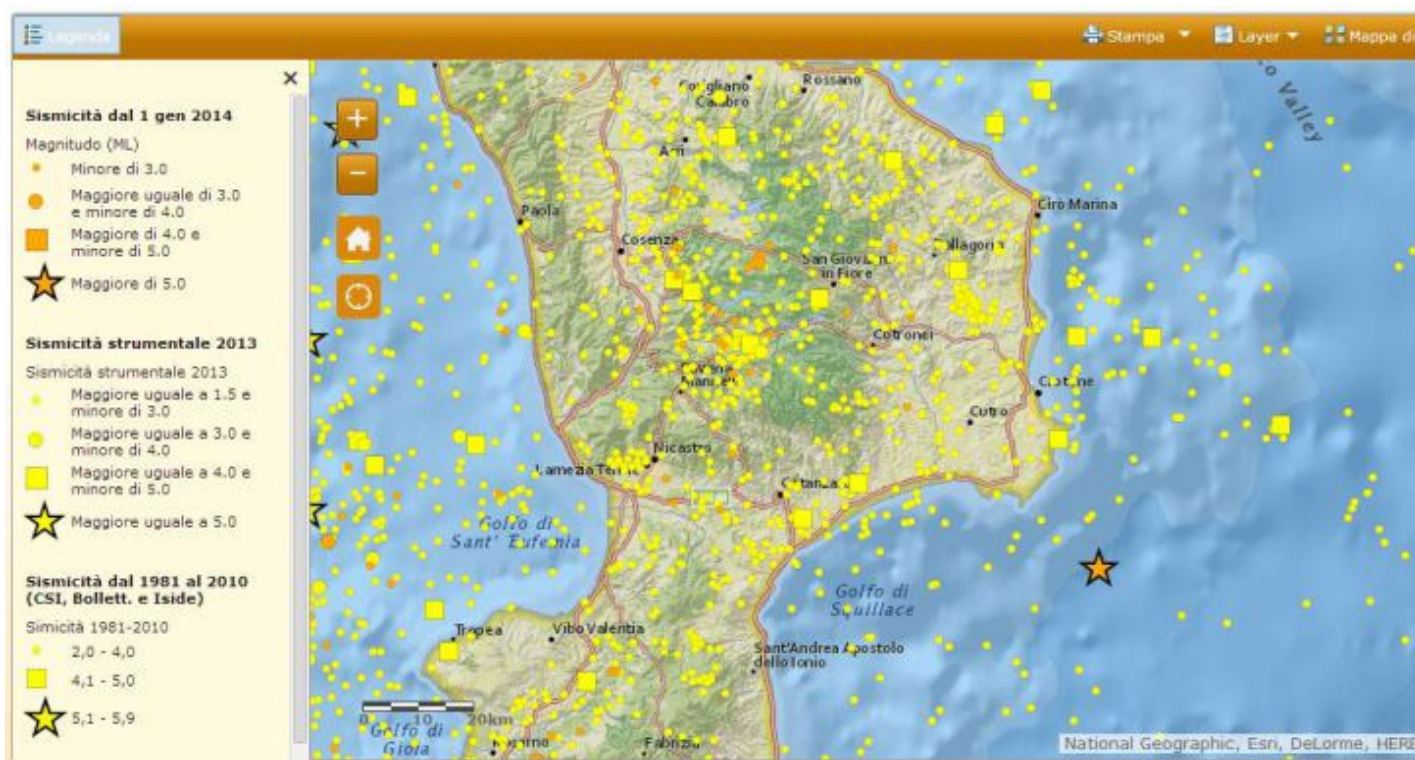 Legenda
Stampa
Layer
Mappa de
Sismicità dal 1 gen 2014
Magnitudo (ML)
Minore di 3.0
Maggiore uguale di 3.0
e minore di 4.0
Maggiore di 4.0 e
minore di 5.0
Maggiore di 5.0
Sismicità strumentale 2013
Sismicità strumentale 2013
Maggiore uguale a 1.5 e
minore di 3.0
Maggiore uguale a 3.0 e
minore di 4.0
Maggiore uguale a 4.0 e
minore di 5.0
Maggiore uguale a 5.0
Sismicità dal 1981 al 2010
(CSI, Bollett. e Iside)
Simicità 1981-2010
2,0 - 4,0
4,1 - 5,0
5,1 - 5,9
Corigliano
Calabro
Rossano
Valley
Acri
Paola
Ciro Marina
Cosenza
San Giovanni
in Fiore
Cotronei
Crotone
Cutro
Nicastro
Lamezia Terme
Catanzaro
Golfo di
Sant' Eufemia
Golfo di
Squillace
Tropea
Vibo Valentia
Sant'Andrea Apostolo
dello Ionio
0 10 20km
Golfo di
Gioia
Fabrizia
National Geographic, Esri, DeLorme, HERE